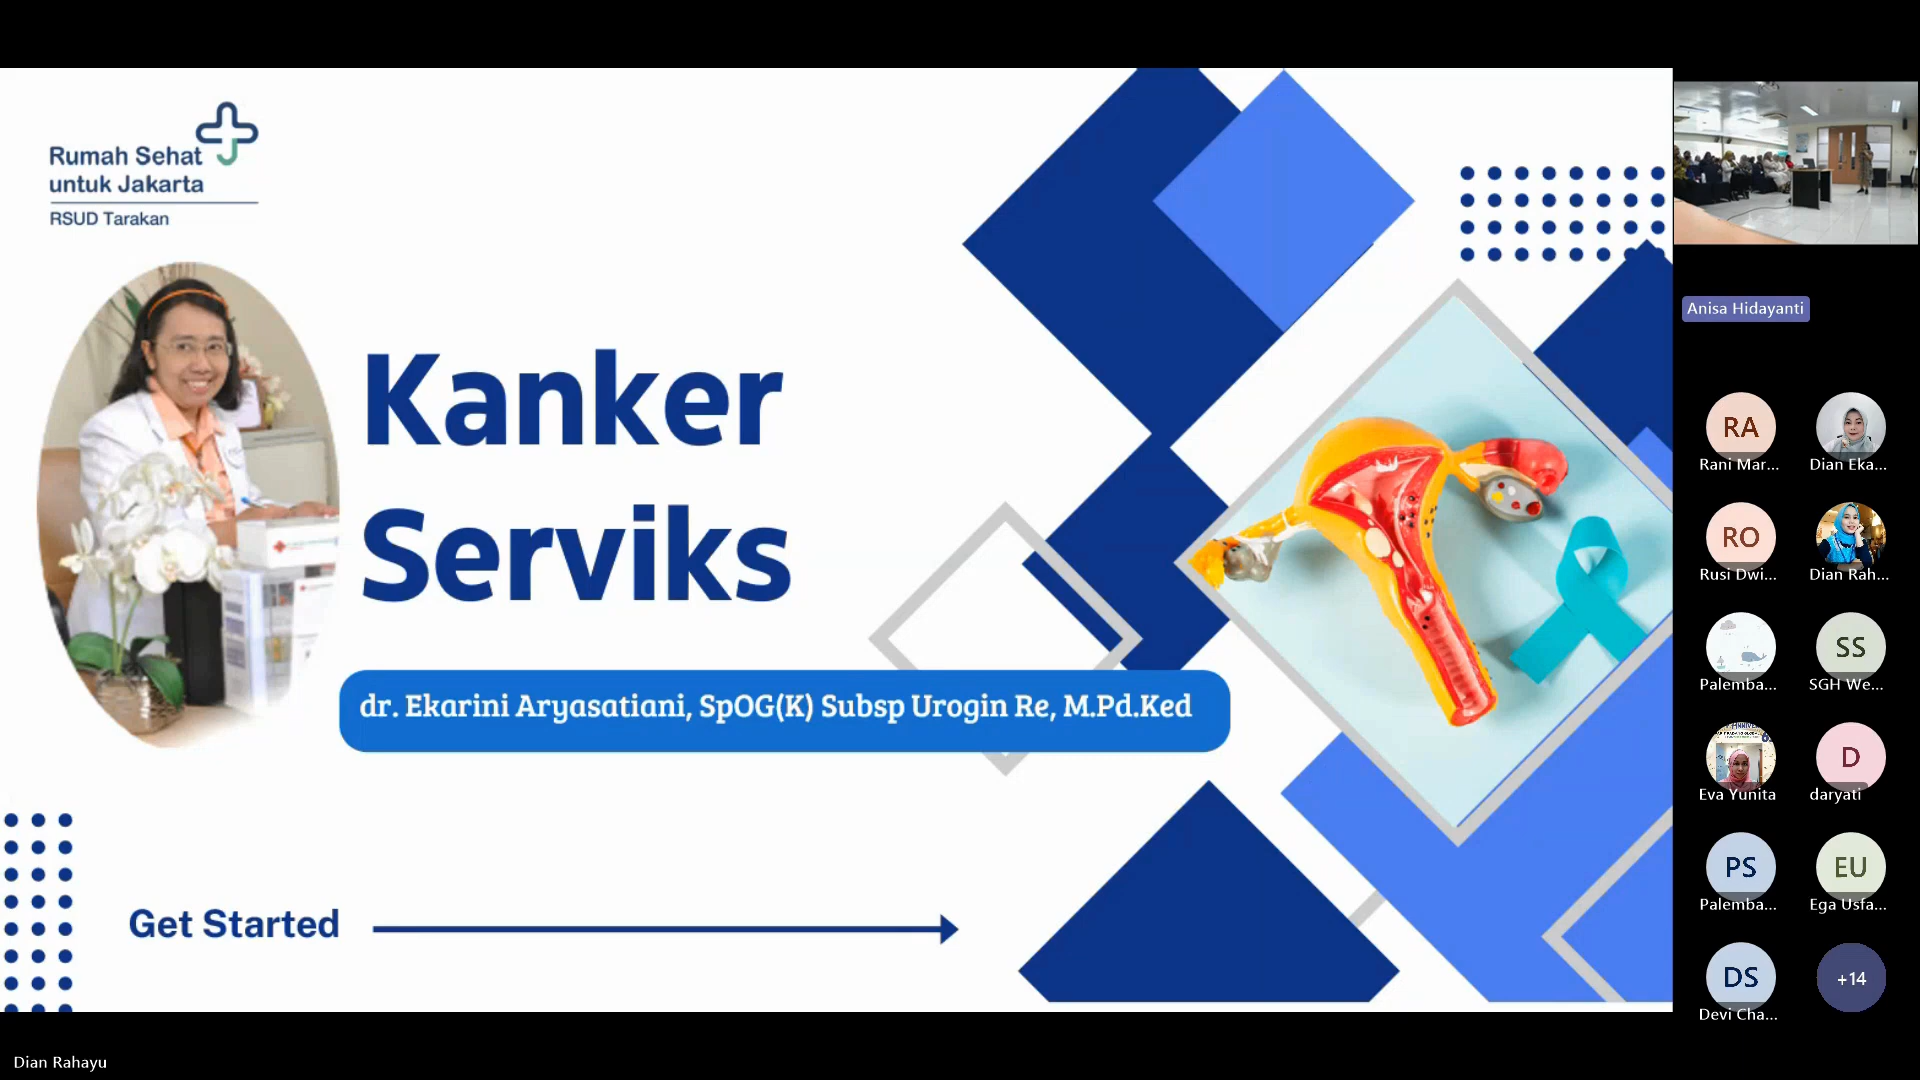 Rumah Sehat
untuk Jakarta
RSUD Tarakan
Kanker
Serviks
dr. Ekarini Aryasatiani, SpOG(K) Subsp Urogin Re, M.Pd.Ked
Get Started
Anisa Hidayanti
RA
Rani Mar...
Dian Eka...
RO
Rusi Dwi...
Dian Rah...
Palemba...
SS
SGH We...
Eva Yunita
D
daryati
PS
Palemba...
EU
Ega Usfa...
DS
Devi Cha...
+14
Dian Rahayu